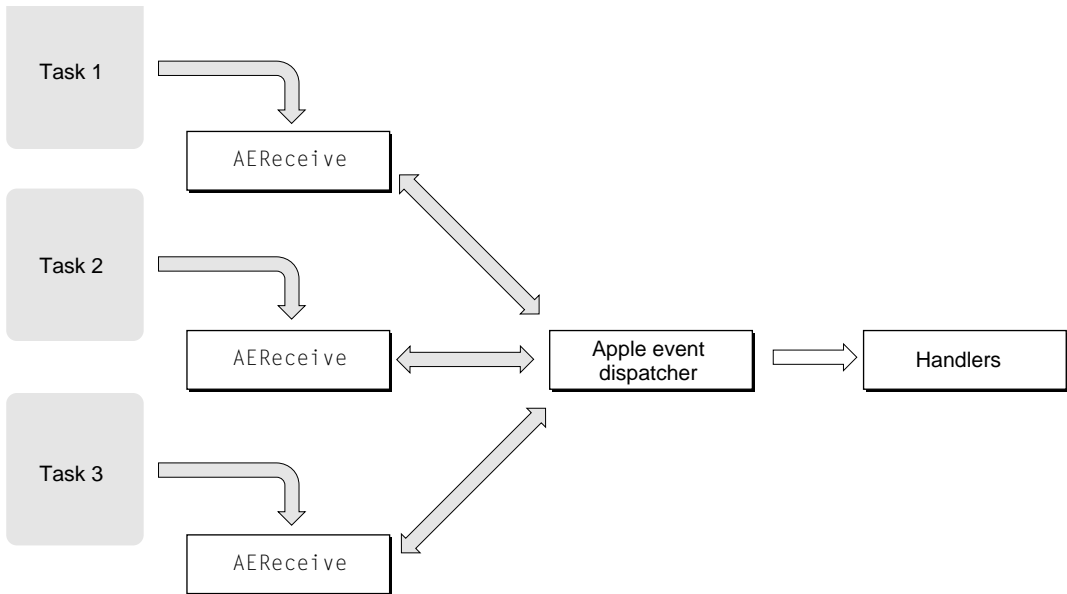 Task 1
AEReceive
Task 2
AEReceive
Apple event
dispatcher
Handlers
Task 3
AEReceive